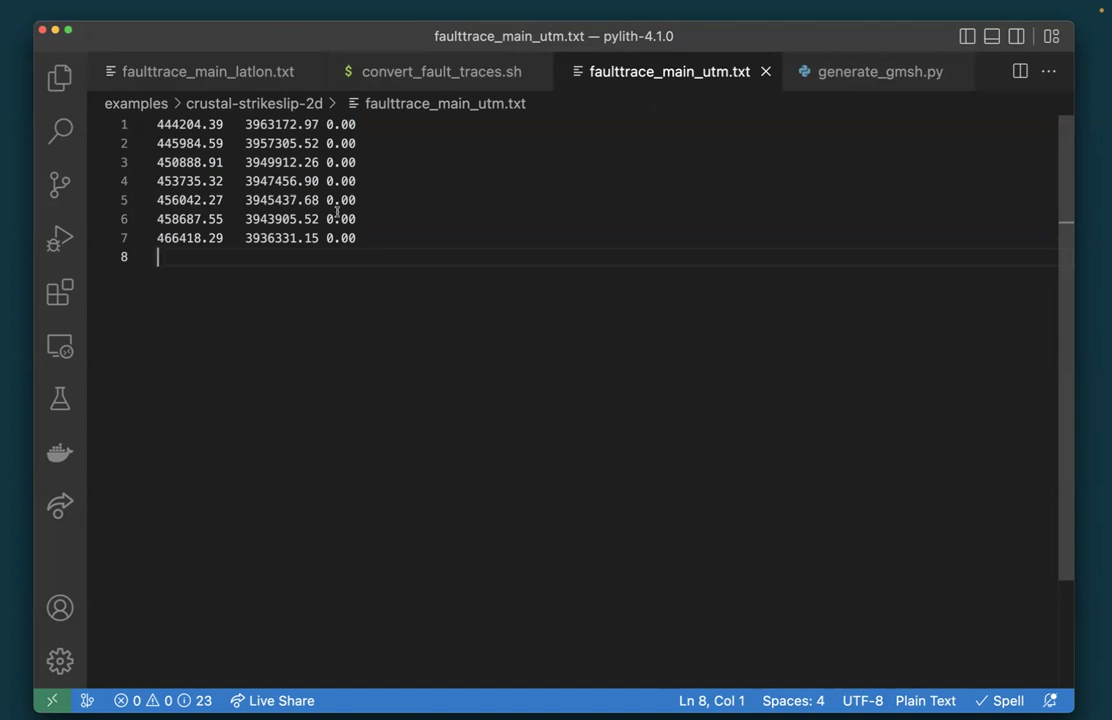 faulttrace_main_utm.txt — pylith-4.1.0
faulttrace_main_latlon.txt
$ convert_fault_traces.sh
faulttrace_main_utm.txt
generate_gmsh.py
examples > crustal-strikeslip-2d > faulttrace_main_utm.txt
1 444204.39 3963172.97 0.00
2 445984.59 3957305.52 0.00
3 450888.91 3949912.26 0.00
4 453735.32 3947456.90 0.00
5 456042.27 3945437.68 0.00
6 458687.55 3943905.52 0.00
7 466418.29 3936331.15 0.00
8
0 0 23 Live Share Ln 8, Col 1 Spaces: 4 UTF-8 Plain Text Spell